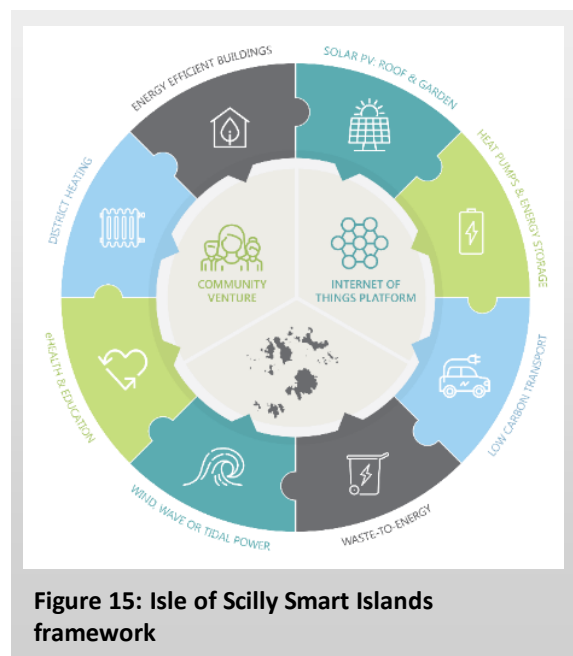 ENERGY EFFICIENT BUILDINGS
SOLAR PV: ROOF & GARDEN
HEAT PUMPS & ENERGY STORAGE
LOW CARBON TRANSPORT
WASTE-TO-ENERGY
WIND, WAVE OR TIDAL POWER
eHEALTH & EDUCATION
DISTRICT HEATING
COMMUNITY
VENTURE
INTERNET OF
THINGS PLATFORM
Figure 15: Isle of Scilly Smart Islands
framework